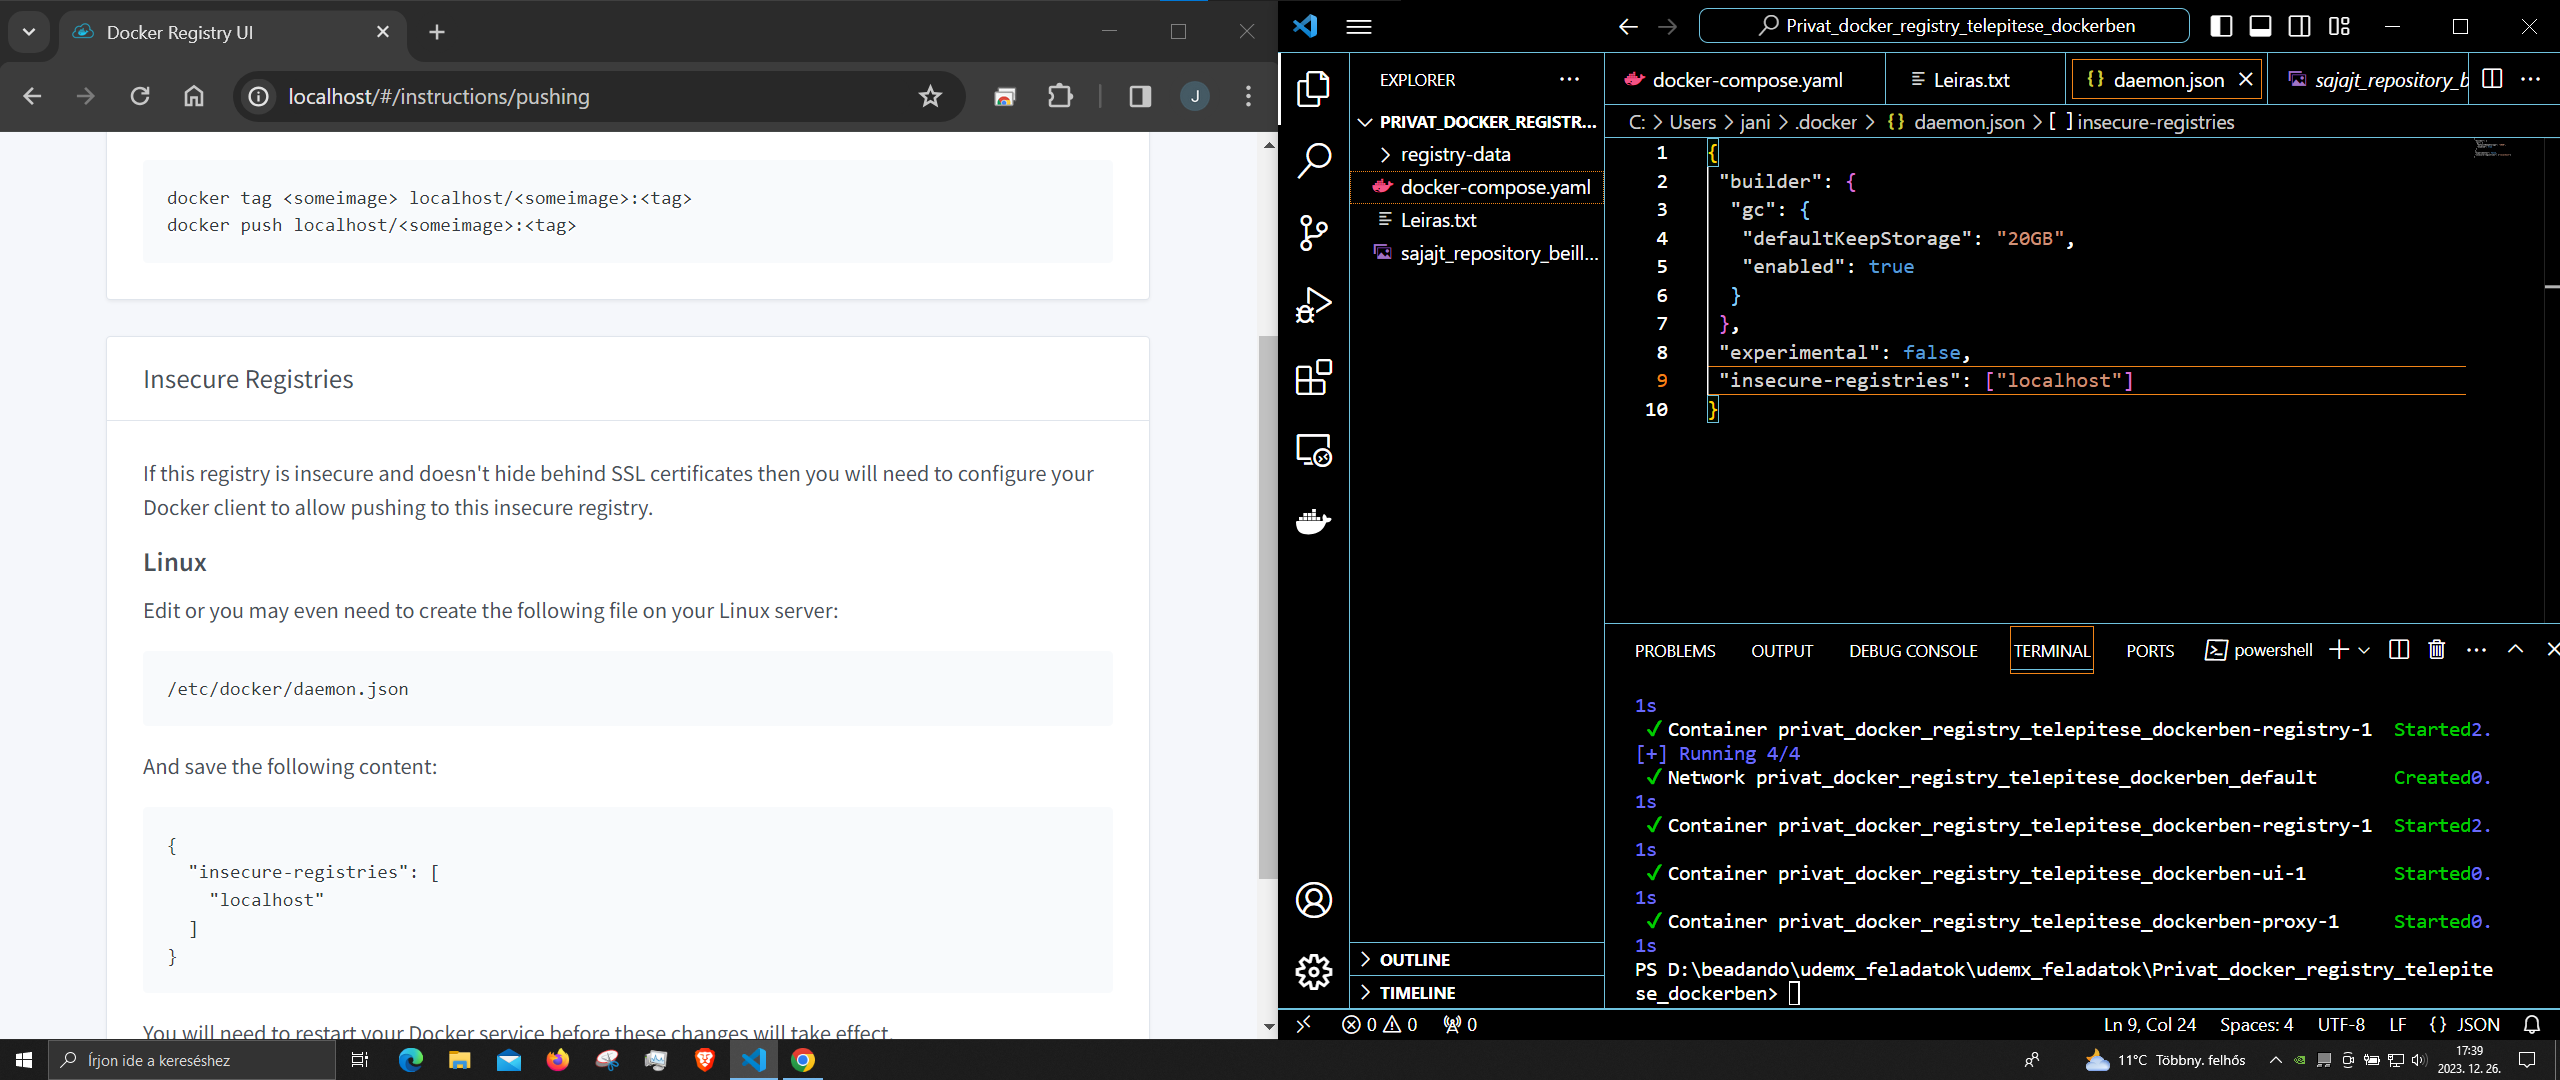 Docker Registry UI
localhost/#/instructions/pushing
J
docker tag <someimage> localhost/<someimage>:<tag>
docker push localhost/<someimage>:<tag>
Insecure Registries
If this registry is insecure and doesn't hide behind SSL certificates then you will need to configure your
Docker client to allow pushing to this insecure registry.
Linux
Edit or you may even need to create the following file on your Linux server:
/etc/docker/daemon.json
And save the following content:
{
"insecure-registries": [
"localhost"
]
}
You will need to restart your Docker service before these changes will take effect.
Privat_docker_registry_telepitese_dockerben
EXPLORER
PRIVAT_DOCKER_REGISTR...
registry-data
docker-compose.yaml
Leiras.txt
sajajt_repository_beill...
OUTLINE
TIMELINE
docker-compose.yaml
Leiras.txt
{} daemon.json
sajajt_repository_b
C: > Users > jani > .docker > {} daemon.json > [ ] insecure-registries
1 {
2 "builder": {
3 "gc": {
4 "defaultKeepStorage": "20GB",
5 "enabled": true
6 }
7 },
8 "experimental": false,
9 "insecure-registries": ["localhost"]
10 }
PROBLEMS OUTPUT DEBUG CONSOLE TERMINAL PORTS powershell
1s
✔ Container privat_docker_registry_telepitese_dockerben-registry-1 Started2.
[+] Running 4/4
✔ Network privat_docker_registry_telepitese_dockerben_default Created0.
1s
✔ Container privat_docker_registry_telepitese_dockerben-registry-1 Started2.
1s
✔ Container privat_docker_registry_telepitese_dockerben-ui-1 Started0.
1s
✔ Container privat_docker_registry_telepitese_dockerben-proxy-1 Started0.
1s
PS D:\beadando\udemx_feladatok\udemx_feladatok\Privat_docker_registry_telepite
se_dockerben>
0 0 0 Ln 9, Col 24 Spaces: 4 UTF-8 LF {} JSON
Írjon ide a kereséshez
11°C Többny. felhős
17:39
2023. 12. 26.